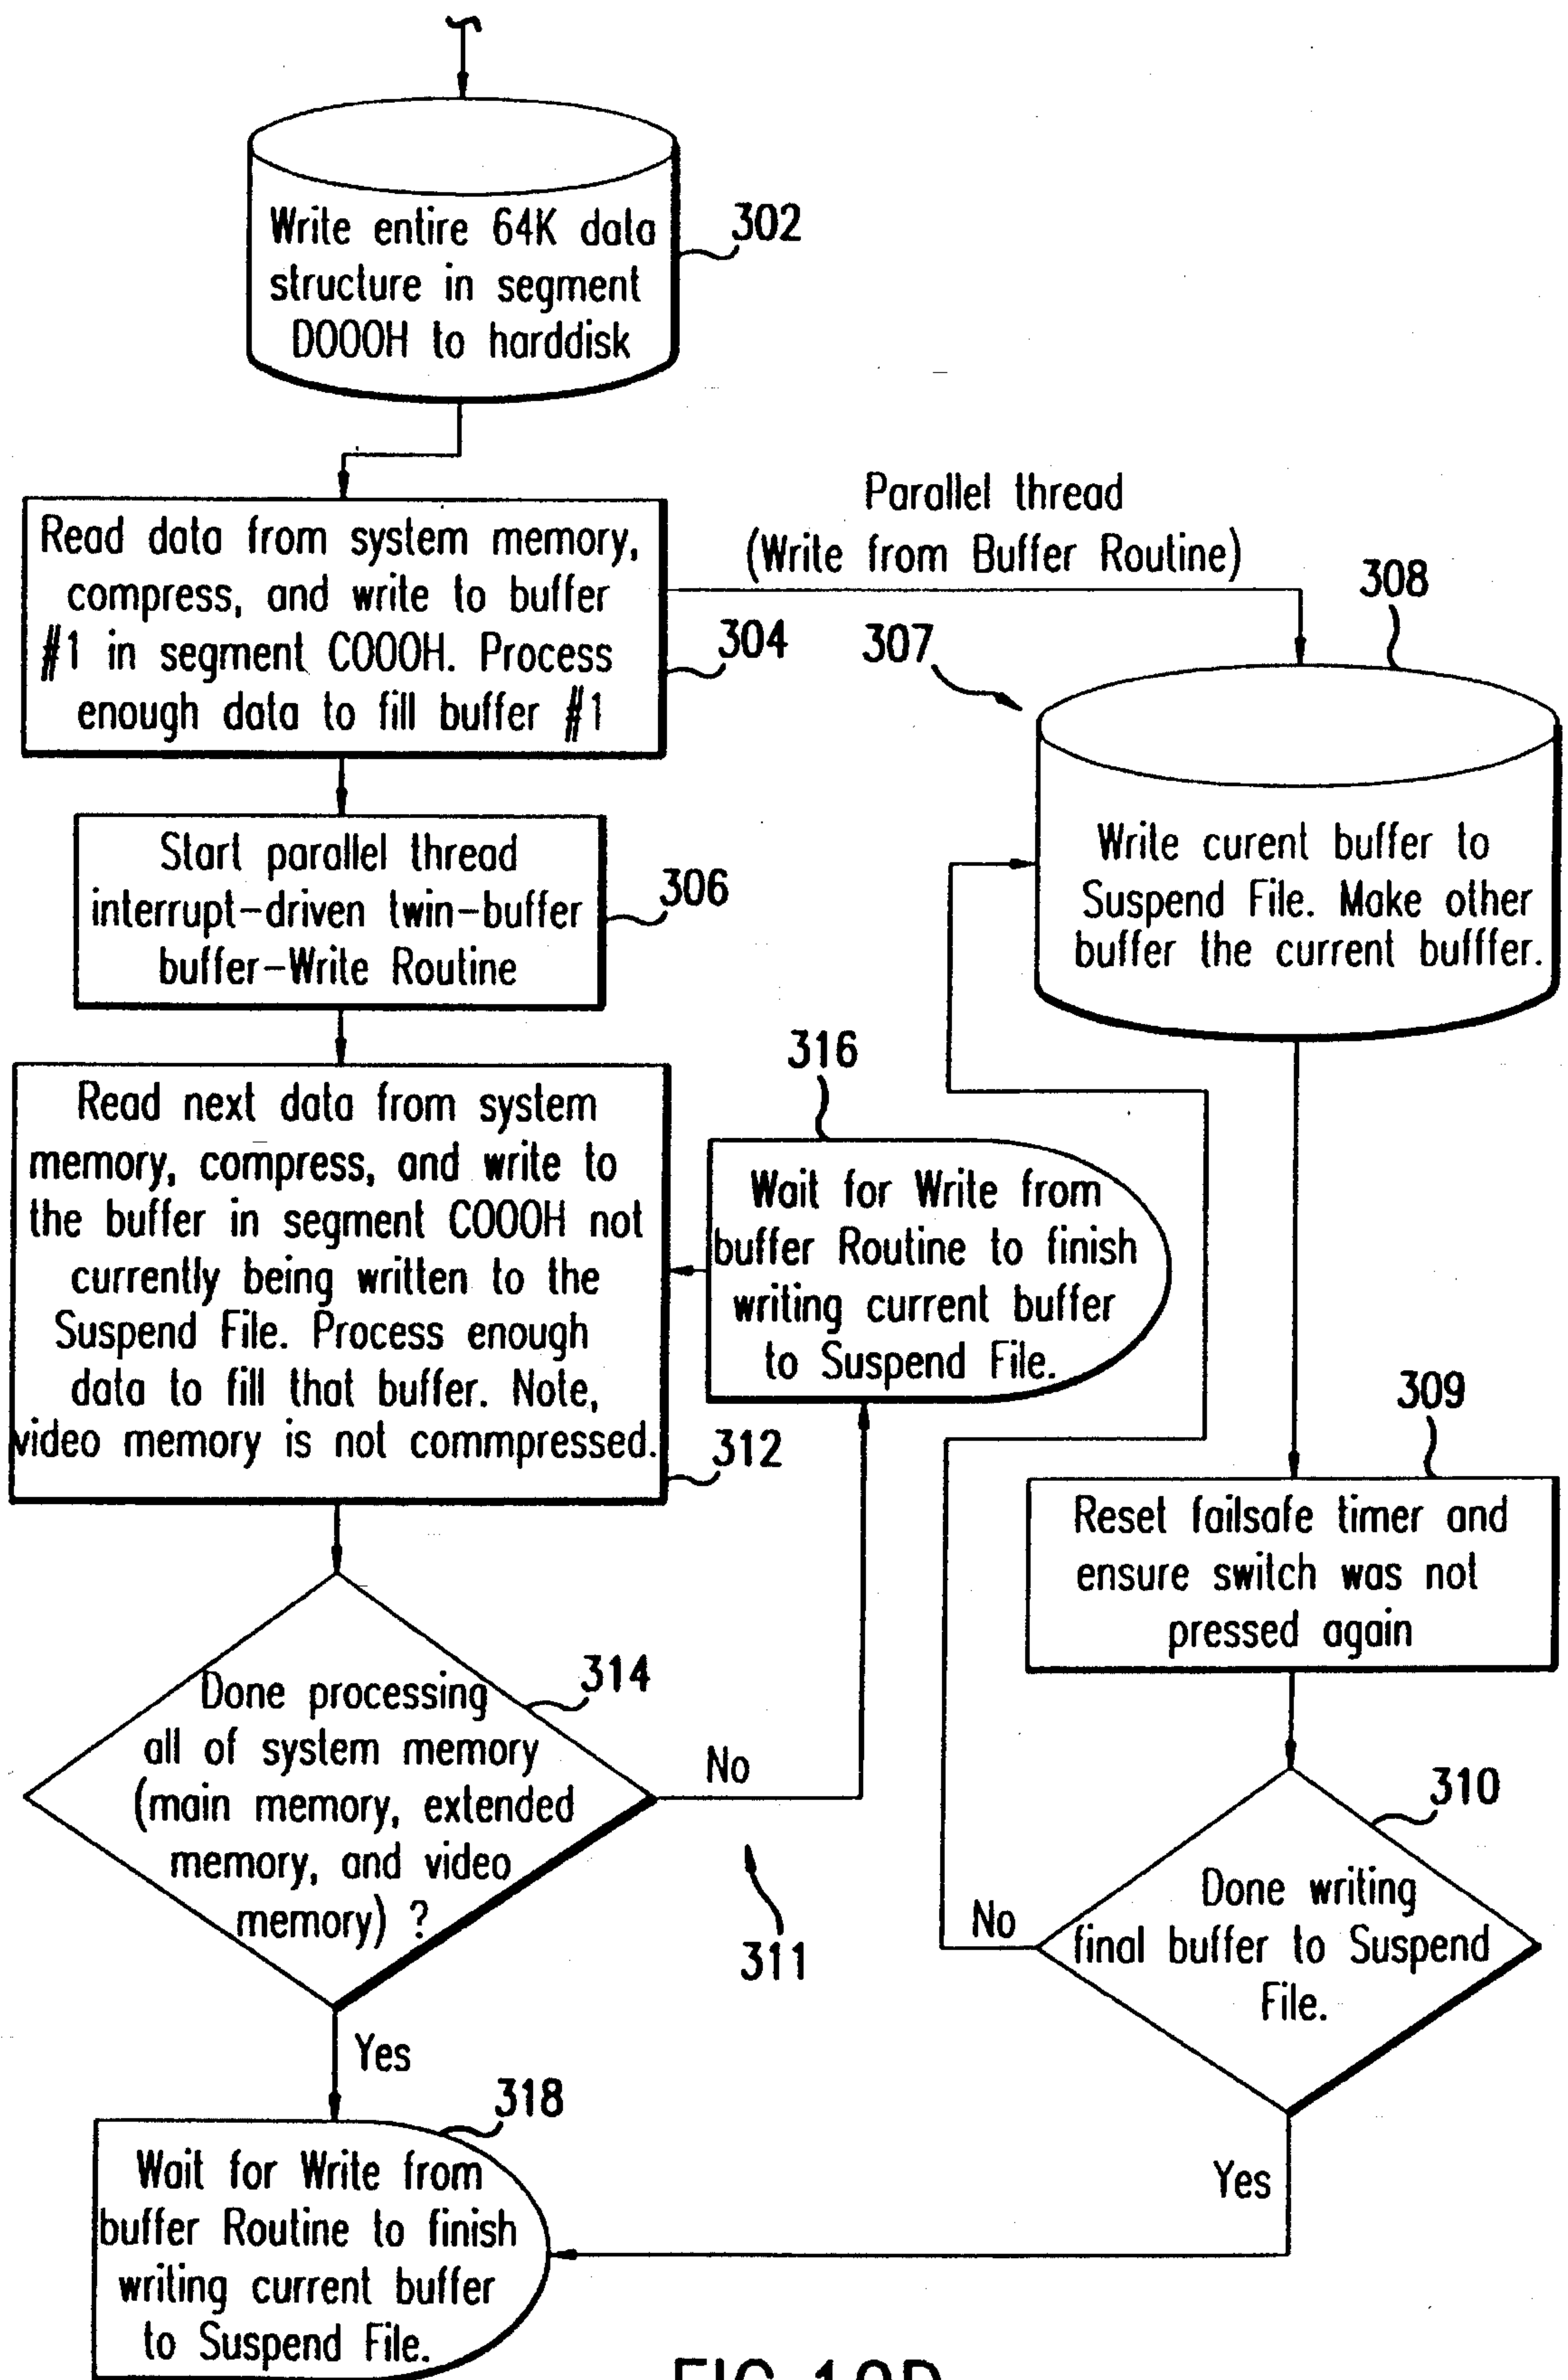 Write entire 64K data
structure in segment
D000H to harddisk
302
Read data from system memory,
compress, and write to buffer
#1 in segment C000H. Process
enough data to fill buffer #1
304
Parallel thread
(Write from Buffer Routine)
307
308
Write curent buffer to
Suspend File. Make other
buffer the current bufffer.
Start parallel thread
interrupt-driven twin-buffer
buffer-Write Routine
306
Read next data from system
memory, compress, and write to
the buffer in segment C000H not
currently being written to the
Suspend File. Process enough
data to fill that buffer. Note,
video memory is not commpressed.
312
316
Wait for Write from
buffer Routine to finish
writing current buffer
to Suspend File.
309
Reset failsafe timer and
ensure switch was not
pressed again
Done processing
all of system memory
(main memory, extended
memory, and video
memory) ?
314
No
311
310
Done writing
final buffer to Suspend
File.
No
Yes
Yes
318
Wait for Write from
buffer Routine to finish
writing current buffer
to Suspend File.